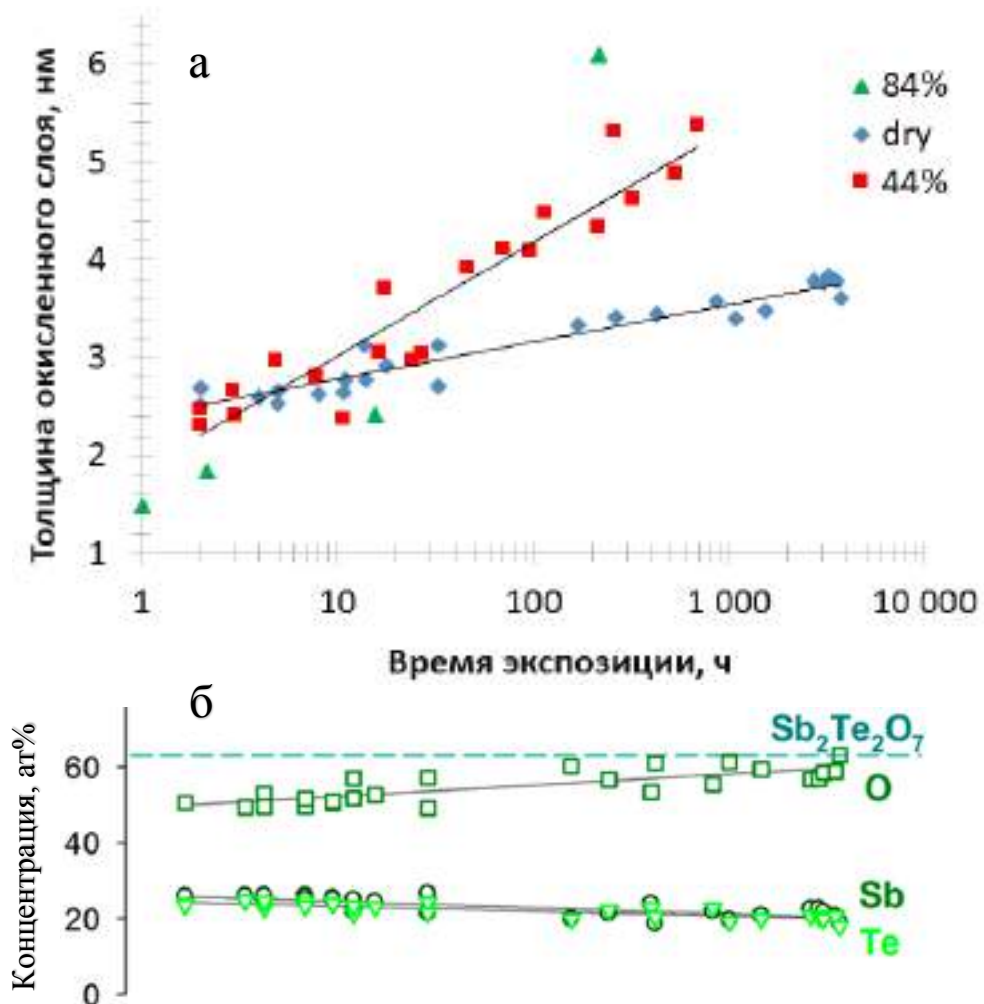 а
Толщина окисленного слоя, нм
6
5
4
3
2
1
84%
dry
44%
1
10
100
1 000
10 000
Время экспозиции, ч
б
Концентрация, ат%
60
40
20
0
Sb₂Te₂O₇
O
Sb
Te